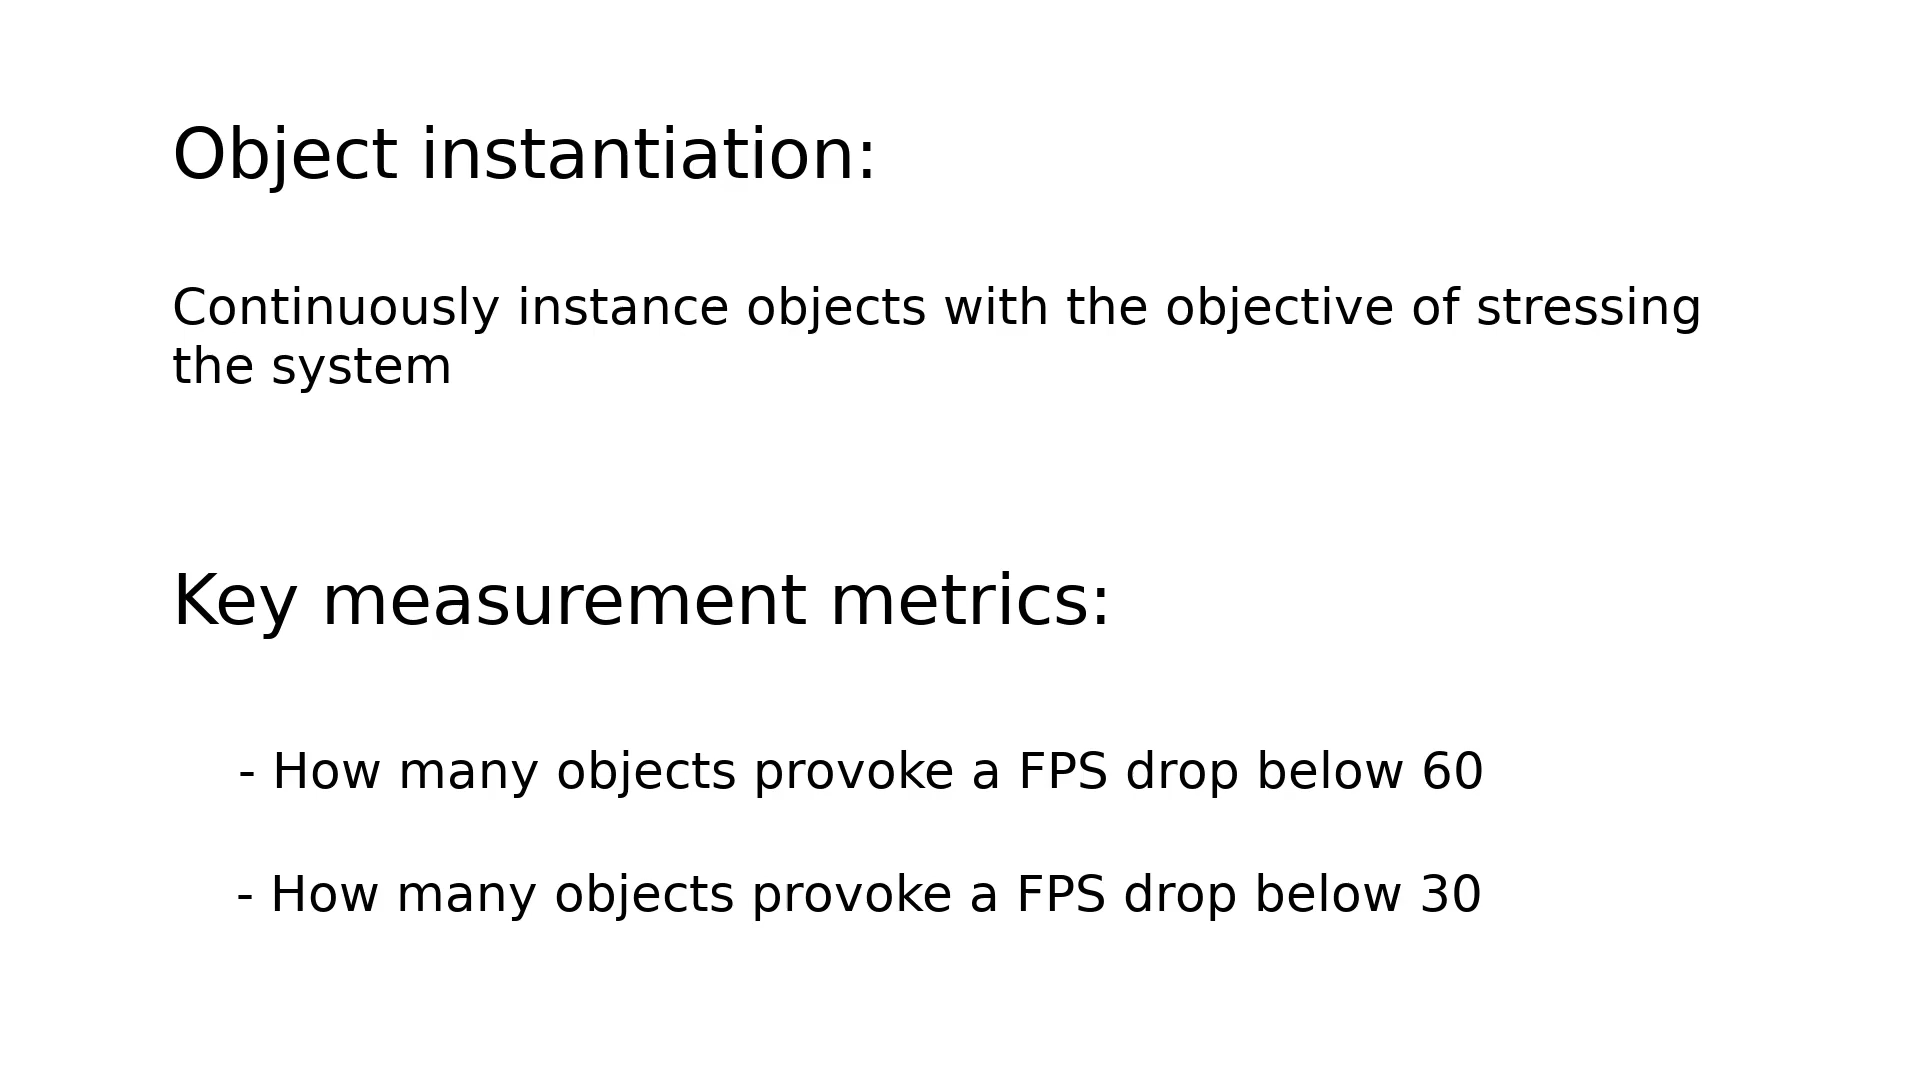 Object instantiation:
Continuously instance objects with the objective of stressing
the system
Key measurement metrics:
- How many objects provoke a FPS drop below 60
- How many objects provoke a FPS drop below 30